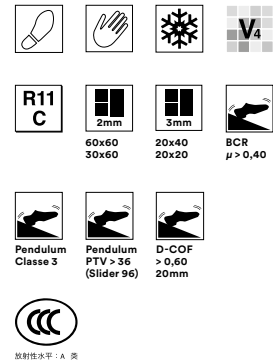 V4
R11
C
2mm
3mm
60x60
30x60
20x40
20x20
BCR
µ > 0,40
Pendulum
Classe 3
Pendulum
PTV > 36
(Slider 96)
D-COF
> 0,60
20mm
CCC
放射性水平：A 类